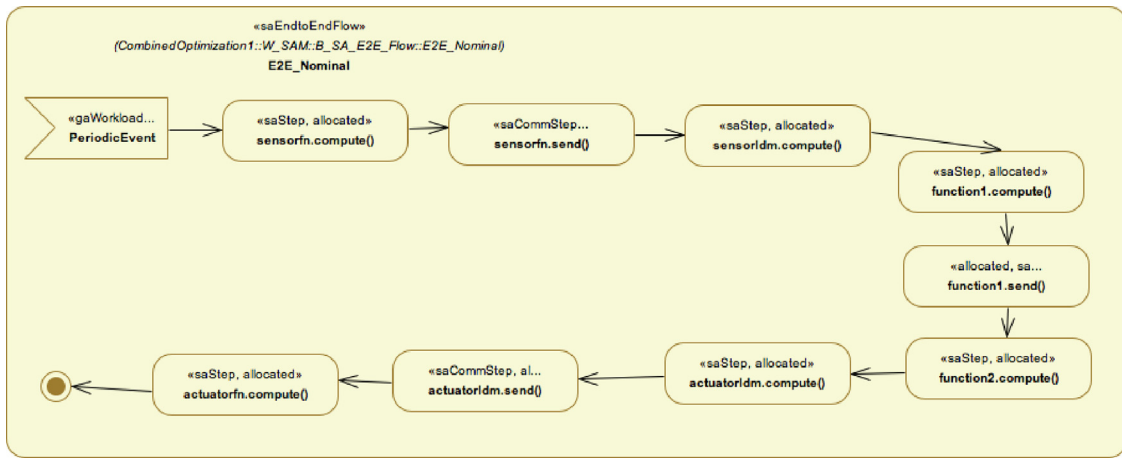 «saEndtoEndFlow»
(CombinedOptimization1::W_SAM::B_SA_E2E_Flow::E2E_Nominal)
E2E_Nominal
«gaWorkload...
PeriodicEvent
«saStep, allocated»
sensorfn.compute()
«saCommStep...
sensorfn.send()
«saStep, allocated»
sensorldm.compute()
«saStep, allocated»
function1.compute()
«allocated, sa...
function1.send()
«saStep, allocated»
function2.compute()
«saStep, allocated»
actuatorldm.compute()
«saCommStep, al...
actuatorldm.send()
«saStep, allocated»
actuatorfn.compute()